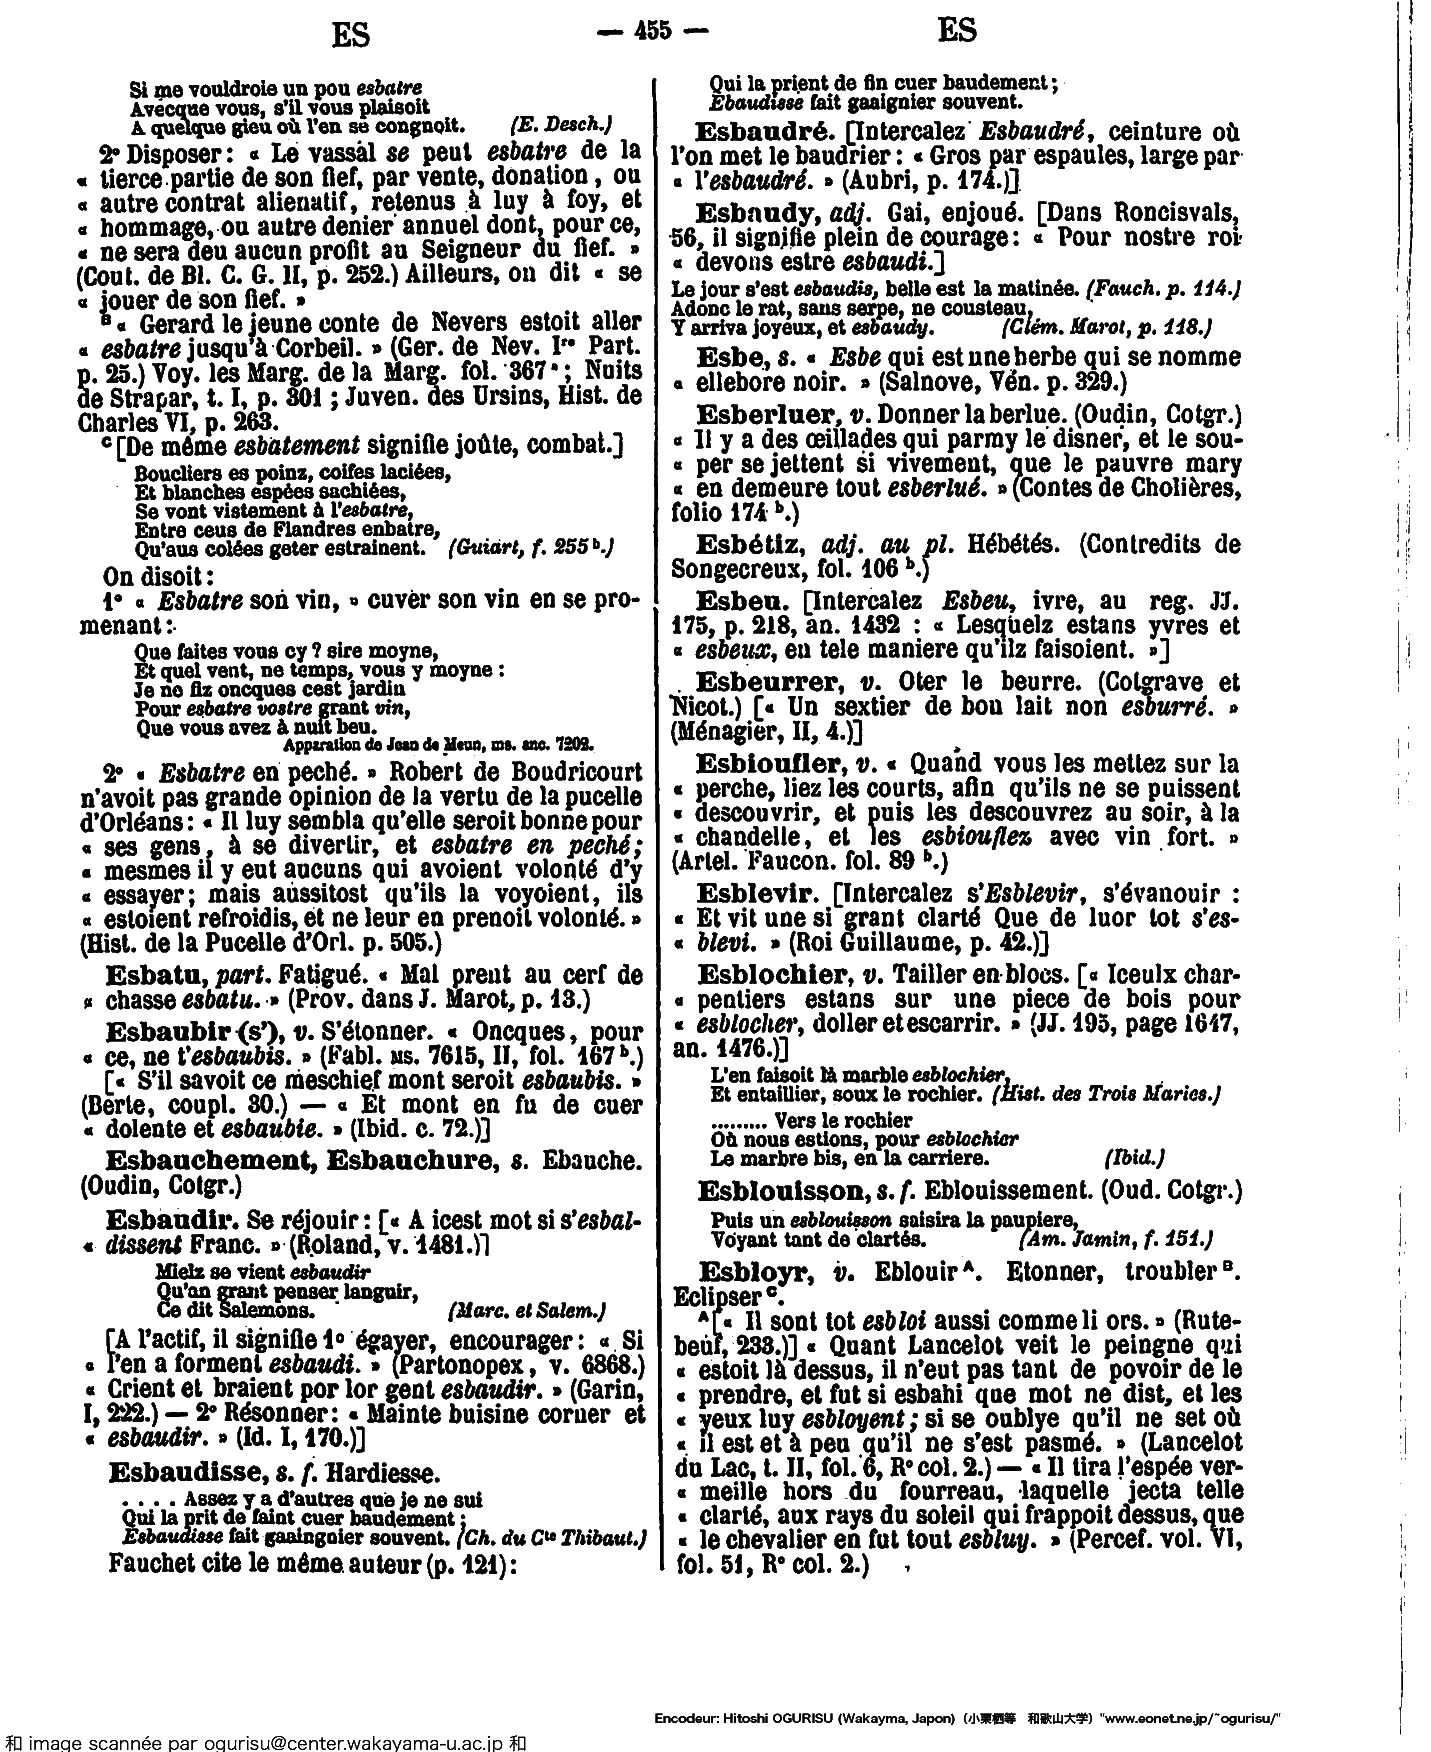 ES
— 455 —
ES
Si me vouldroie un pou esbatre
Avecque vous, s'il vous plaisoit
A quelque gieu où l'en se congnoit. (E. Desch.)
2° Disposer : « Le vassal se peut esbatre de la
« tierce partie de son fief, par vente, donation, ou
« autre contrat alienatif, retenus à luy à foy, et
« hommage, ou autre denier annuel dont, pour ce,
« ne sera deu aucun profit au Seigneur du fief. »
(Cout. de Bl. C. G. II, p. 252.) Ailleurs, on dit « se
« jouer de son fief. »
B « Gerard le jeune conte de Nevers estoit aller
« esbatre jusqu'à Corbeil. » (Ger. de Nev. Ire Part.
p. 25.) Voy. les Marg. de la Marg. fol. 367 a ; Nuits
de Strapar, t. I, p. 301 ; Juven. des Ursins, Hist. de
Charles VI, p. 263.
C [De même esbatement signifie joûte, combat.]
Boucliers es poinz, coifes laciées,
Et blanches espées sachiées,
Se vont vistement à l'esbatre,
Entre ceus de Flandres enbatre,
Qu'aus colées geter estrainent. (Guiart, f. 255 b.)
On disoit :
1° « Esbatre son vin, » cuver son vin en se pro-
menant :
Que faites vous cy ? sire moyne,
Et quel vent, ne temps, vous y moyne :
Je ne fiz oncques cest jardin
Pour esbatre vostre grant vin,
Que vous avez à nuit beu.
Apparation de Jean de Meun, ms. anc. 7202.
2° « Esbatre en peché. » Robert de Boudricourt
n'avoit pas grande opinion de la vertu de la pucelle
d'Orléans : « Il luy sembla qu'elle seroit bonne pour
« ses gens, à se divertir, et esbatre en peché ;
« mesmes il y eut aucuns qui avoient volonté d'y
« essayer ; mais aussitost qu'ils la voyoient, ils
« estoient refroidis, et ne leur en prenoit volonté. »
(Hist. de la Pucelle d'Orl. p. 505.)
Esbatu, part. Fatigué. « Mal prent au cerf de
« chasse esbatu. » (Prov. dans J. Marot, p. 13.)
Esbaubir (s'), v. S'étonner. « Oncques, pour
« ce, ne t'esbaubis. » (Fabl. ms. 7615, II, fol. 167 b.)
[« S'il savoit ce meschief mont seroit esbaubis. »
(Berte, coupl. 30.) — « Et mont en fu de cuer
« dolente et esbaubie. » (Ibid. c. 72.)]
Esbauchement, Esbauchure, s. Ebauche.
(Oudin, Cotgr.)
Esbaudir. Se réjouir : [« A icest mot si s'esbal-
« dissent Franc. » (Roland, v. 1481.)]
Mielz se vient esbaudir
Qu'an grant penser languir,
Ce dit Salemons. (Marc. et Salem.)
[A l'actif, il signifie 1° égayer, encourager : « Si
« l'en a forment esbaudi. » (Partonopex, v. 6868.)
« Crient et braient por lor gent esbaudir. » (Garin,
I, 222.) — 2° Résonner : « Mainte buisine corner et
« esbaudir. » (Id. I, 170.)]
Esbaudisse, s. f. Hardiesse.
. . . . Assez y a d'autres que je ne sui
Qui la prit de faint cuer baudement ;
Esbaudisse fait gaaingnier souvent. (Ch. du Cte Thibaut.)
Fauchet cite le même auteur (p. 121) :
Qui la prient de fin cuer baudement ;
Ebaudisse fait gaaignier souvent.
Esbaudré. [Intercalez Esbaudré, ceinture où
l'on met le baudrier : « Gros par espaules, large par
« l'esbaudré. » (Aubri, p. 174.)]
Esbaudy, adj. Gai, enjoué. [Dans Roncisvals,
56, il signifie plein de courage : « Pour nostre roi
« devons estre esbaudi.]
Le jour s'est esbaudis, belle est la matinée. (Fauch. p. 114.)
Adonc le rat, sans serpe, ne cousteau,
Y arriva joyeux, et esbaudy. (Clém. Marot, p. 118.)
Esbe, s. « Esbe qui est une herbe qui se nomme
« ellebore noir. » (Salnove, Vén. p. 329.)
Esberluer, v. Donner la berlue. (Oudin, Cotgr.)
« Il y a des œillades qui parmy le disner, et le sou-
« per se jettent si vivement, que le pauvre mary
« en demeure tout esberlué. » (Contes de Cholières,
folio 174 b.)
Esbétiz, adj. au pl. Hébétés. (Contredits de
Songecreux, fol. 106 b.)
Esbeu. [Intercalez Esbeu, ivre, au reg. JJ.
175, p. 218, an. 1432 : « Lesquelz estans yvres et
« esbeux, en tele maniere qu'ilz faisoient. »]
Esbeurrer, v. Oter le beurre. (Cotgrave et
Nicot.) [« Un sextier de bon lait non esburré. »
(Ménagier, II, 4.)]
Esbioufler, v. « Quand vous les mettez sur la
« perche, liez les courts, afin qu'ils ne se puissent
« descouvrir, et puis les descouvrez au soir, à la
« chandelle, et les esbiouflez avec vin fort. »
(Artel. Faucon. fol. 89 b.)
Esblevir. [Intercalez s'Esblevir, s'évanouir :
« Et vit une si grant clarté Que de luor tot s'es-
« blevi. » (Roi Guillaume, p. 42.)]
Esblochier, v. Tailler en blocs. [« Iceulx char-
« pentiers estans sur une piece de bois pour
« esblocher, doller et escarrir. » (JJ. 195, page 1647,
an. 1476.)]
L'en faisoit là marble esblochier,
Et entaillier, soux le rochier. (Hist. des Trois Maries.)
......... Vers le rochier
Où nous estions, pour esblochier
Le marbre bis, en la carriere. (Ibid.)
Esblouisson, s. f. Eblouissement. (Oud. Cotgr.)
Puis un esblouisson saisira la paupiere,
Voyant tant de clartés. (Am. Jamin, f. 151.)
Esbloyr, v. Eblouir A. Etonner, troubler B.
Eclipser C.
A [« Il sont tot esbloi aussi comme li ors. » (Rute-
beuf, 233.)] « Quant Lancelot veit le peingne qui
« estoit là dessus, il n'eut pas tant de povoir de le
« prendre, et fut si esbahi que mot ne dist, et les
« yeux luy esbloyent ; si se oublye qu'il ne set où
« il est et à peu qu'il ne s'est pasmé. » (Lancelot
du Lac, t. II, fol. 6, R° col. 2.) — « Il tira l'espée ver-
« meille hors du fourreau, laquelle jecta telle
« clarté, aux rays du soleil qui frappoit dessus, que
« le chevalier en fut tout esbluy. » (Percef. vol. VI,
fol. 51, R° col. 2.)
Encodeur: Hitoshi OGURISU (Wakayma, Japon) (小栗栖等 和歌山大学) "www.eonet.ne.jp/~ogurisu/"
和 image scannée par ogurisu@center.wakayama-u.ac.jp 和